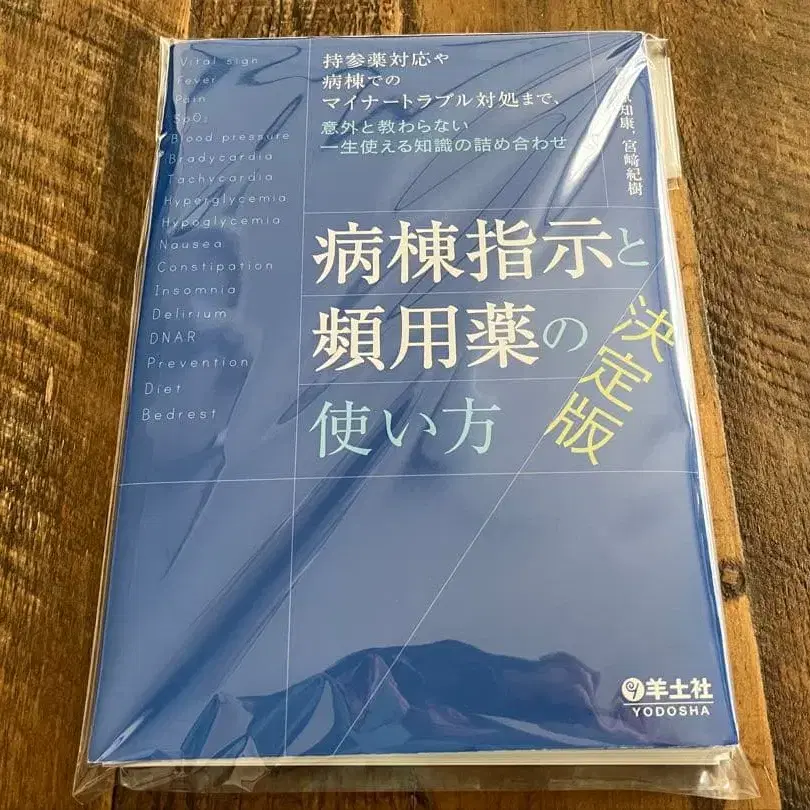 Vital sign
Fever
Pain
SpO₂
Blood pressure
Bradycardia
Tachycardia
Hyperglycemia
Hypoglycemia
Nausea
Constipation
Insomnia
Delirium
DNAR
Prevention
Diet
Bedrest
持参薬対応や
病棟での
マイナートラブル対処まで、
意外と教わらない
一生使える知識の詰め合わせ
知康，宮﨑紀樹
病棟指示と
頻用薬の
使い方
決定版
羊土社
YODOSHA